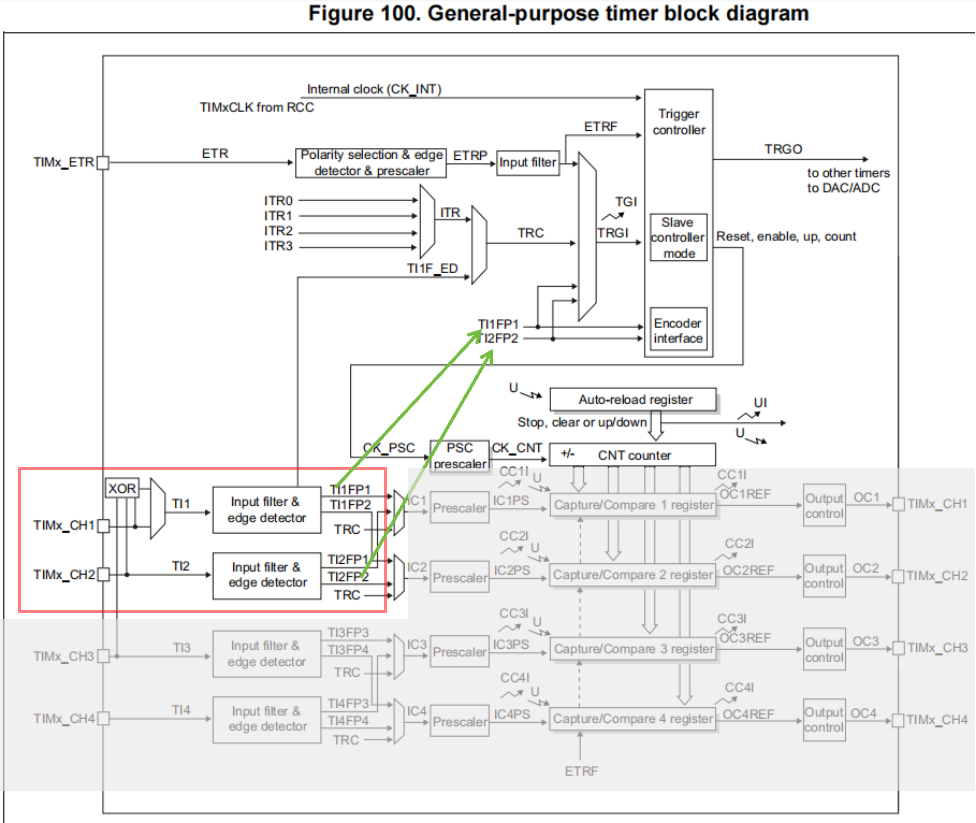 Figure 100. General-purpose timer block diagram
Internal clock (CK_INT)
TIMxCLK from RCC
Trigger
controller
ETRF
TIMx_ETR
ETR
Polarity selection & edge
detector & prescaler
ETRP
Input filter
TRGO
to other timers
to DAC/ADC
ITR0
ITR1
ITR2
ITR3
ITR
TRC
TI1F_ED
TGI
TRGI
Slave
controller
mode
Reset, enable, up, count
TI1FP1
TI2FP2
Encoder
interface
U
Auto-reload register
UI
Stop, clear or up/down
U
CK_PSC
PSC
prescaler
CK_CNT
+/-
CNT counter
XOR
TIMx_CH1
TI1
Input filter &
edge detector
TI1FP1
TI1FP2
TRC
IC1
Prescaler
IC1PS
CC1I
U
Capture/Compare 1 register
CC1I
OC1REF
Output
control
OC1
TIMx_CH1
TIMx_CH2
TI2
Input filter &
edge detector
TI2FP1
TI2FP2
TRC
IC2
Prescaler
IC2PS
CC2I
U
Capture/Compare 2 register
CC2I
OC2REF
Output
control
OC2
TIMx_CH2
TIMx_CH3
TI3
Input filter &
edge detector
TI3FP3
TI3FP4
TRC
IC3
Prescaler
IC3PS
CC3I
U
Capture/Compare 3 register
CC3I
OC3REF
Output
control
OC3
TIMx_CH3
TIMx_CH4
TI4
Input filter &
edge detector
TI4FP3
TI4FP4
TRC
IC4
Prescaler
IC4PS
CC4I
U
Capture/Compare 4 register
CC4I
OC4REF
Output
control
OC4
TIMx_CH4
ETRF